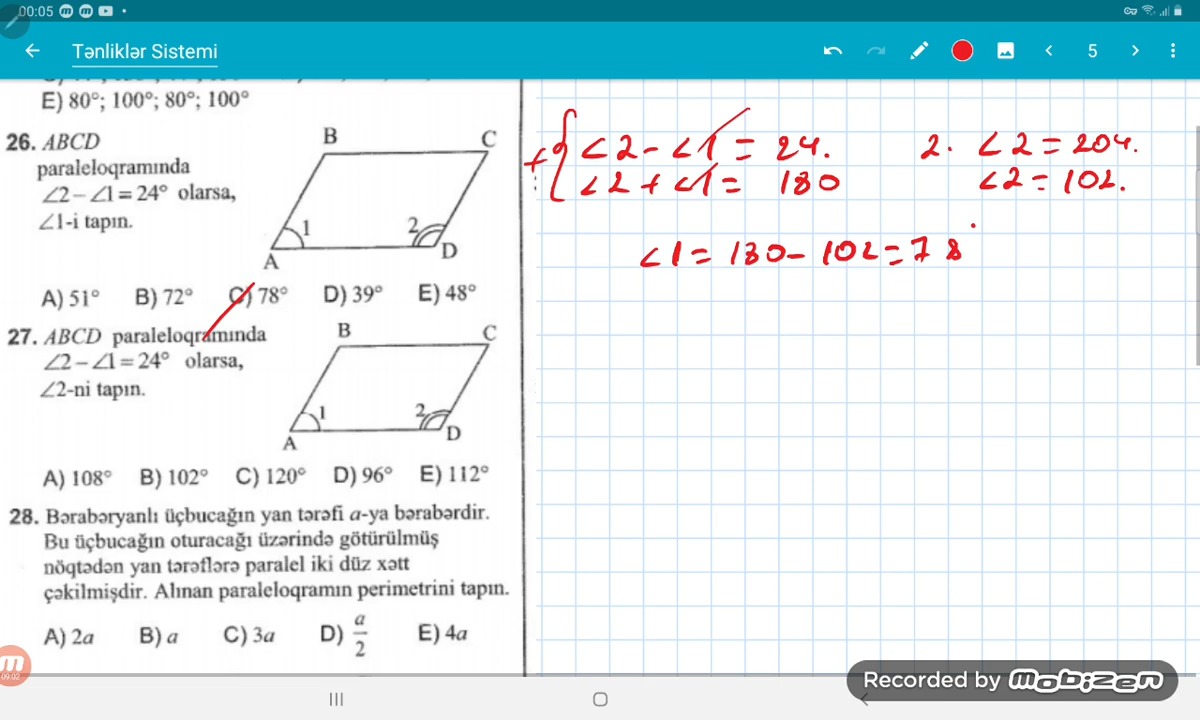 00:05
Tənliklər Sistemi
5
E) 80°; 100°; 80°; 100°
26. ABCD
paraleloqramında
∠2 – ∠1 = 24° olarsa,
∠1-i tapın.
B C
1 2
A D
A) 51° B) 72° C) 78° D) 39° E) 48°
27. ABCD paraleloqramında
∠2 – ∠1 = 24° olarsa,
∠2-ni tapın.
B C
1 2
A D
A) 108° B) 102° C) 120° D) 96° E) 112°
28. Bərabəryanlı üçbucağın yan tərəfi a-ya bərabərdir.
Bu üçbucağın oturacağı üzərində götürülmüş
nöqtədən yan tərəflərə paralel iki düz xətt
çəkilmişdir. Alınan paraleloqramın perimetrini tapın.
A) 2a B) a C) 3a D) a/2 E) 4a
+ { ∠2 - ∠1 = 24.
∠2 + ∠1 = 180
2. ∠2 = 204.
∠2 = 102.
∠1 = 180 - 102 = 78°
09:02
Recorded by mobizen